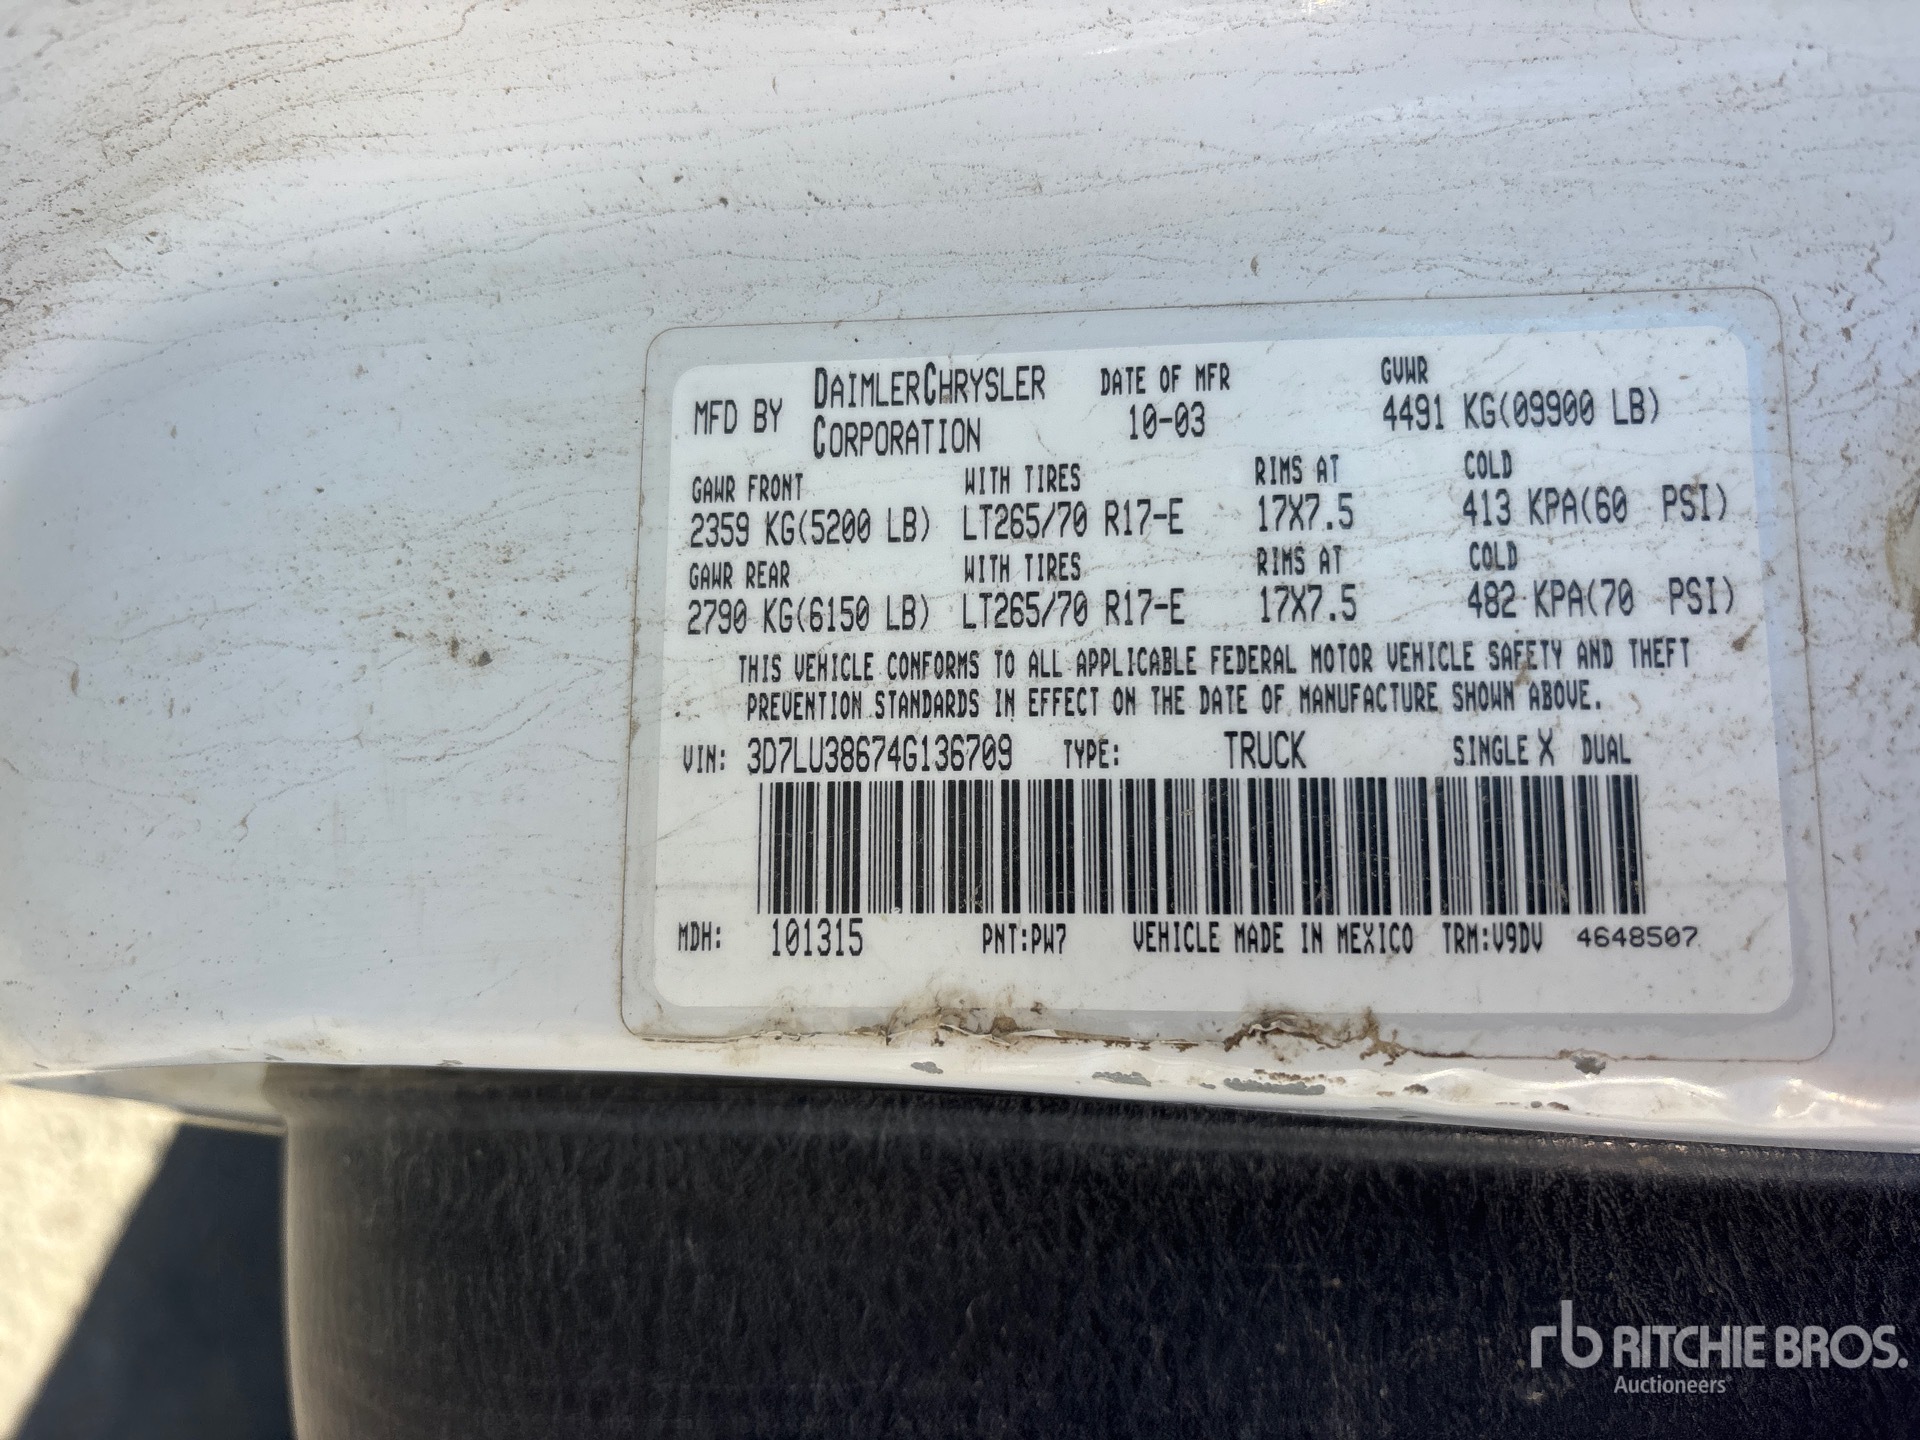 MFD BY DAIMLERCHRYSLER CORPORATION DATE OF MFR 10-03 GVWR 4491 KG(09900 LB)
GAWR FRONT WITH TIRES RIMS AT COLD
2359 KG(5200 LB) LT265/70 R17-E 17X7.5 413 KPA(60 PSI)
GAWR REAR WITH TIRES RIMS AT COLD
2790 KG(6150 LB) LT265/70 R17-E 17X7.5 482 KPA(70 PSI)
THIS VEHICLE CONFORMS TO ALL APPLICABLE FEDERAL MOTOR VEHICLE SAFETY AND THEFT
PREVENTION STANDARDS IN EFFECT ON THE DATE OF MANUFACTURE SHOWN ABOVE.
VIN: 3D7LU38674G136709 TYPE: TRUCK SINGLE X DUAL
MDH: 101315 PNT:PW7 VEHICLE MADE IN MEXICO TRM:V9DV 4648507
rb RITCHIE BROS.
Auctioneers